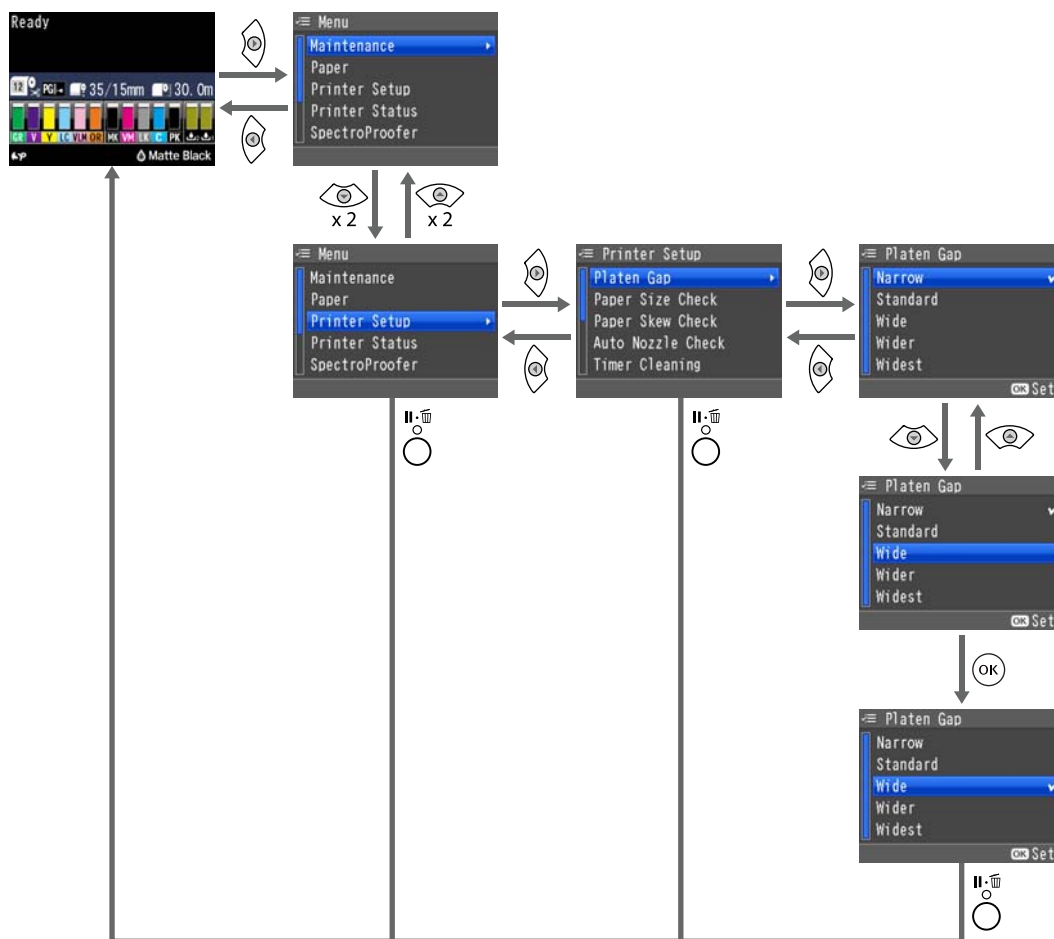 Ready
12 PGI 35/15mm 30.0m
GR V Y LC VLM OR MK VM LK C PK
Matte Black
Menu
Maintenance
Paper
Printer Setup
Printer Status
SpectroProofer
x 2
x 2
Menu
Maintenance
Paper
Printer Setup
Printer Status
SpectroProofer
Printer Setup
Platen Gap
Paper Size Check
Paper Skew Check
Auto Nozzle Check
Timer Cleaning
Platen Gap
Narrow
Standard
Wide
Wider
Widest
OK Set
Platen Gap
Narrow
Standard
Wide
Wider
Widest
OK Set
OK
Platen Gap
Narrow
Standard
Wide
Wider
Widest
OK Set